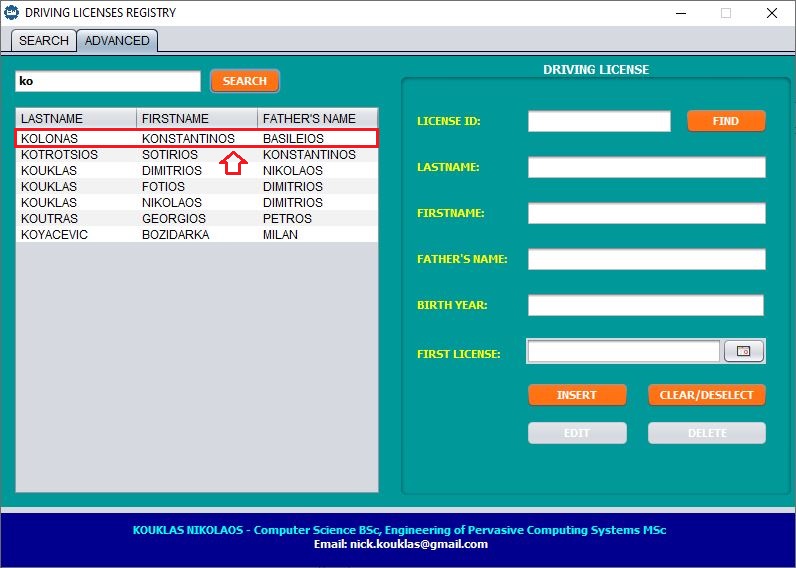 DRIVING LICENSES REGISTRY
SEARCH ADVANCED
ko SEARCH
LASTNAME FIRSTNAME FATHER'S NAME
KOLONAS KONSTANTINOS BASILEIOS
KOTROTSIOS SOTIRIOS KONSTANTINOS
KOUKLAS DIMITRIOS NIKOLAOS
KOUKLAS FOTIOS DIMITRIOS
KOUKLAS NIKOLAOS DIMITRIOS
KOUTRAS GEORGIOS PETROS
KOYACEVIC BOZIDARKA MILAN
DRIVING LICENSE
LICENSE ID: FIND
LASTNAME:
FIRSTNAME:
FATHER'S NAME:
BIRTH YEAR:
FIRST LICENSE:
INSERT CLEAR/DESELECT
EDIT DELETE
KOUKLAS NIKOLAOS - Computer Science BSc, Engineering of Pervasive Computing Systems MSc
Email: nick.kouklas@gmail.com